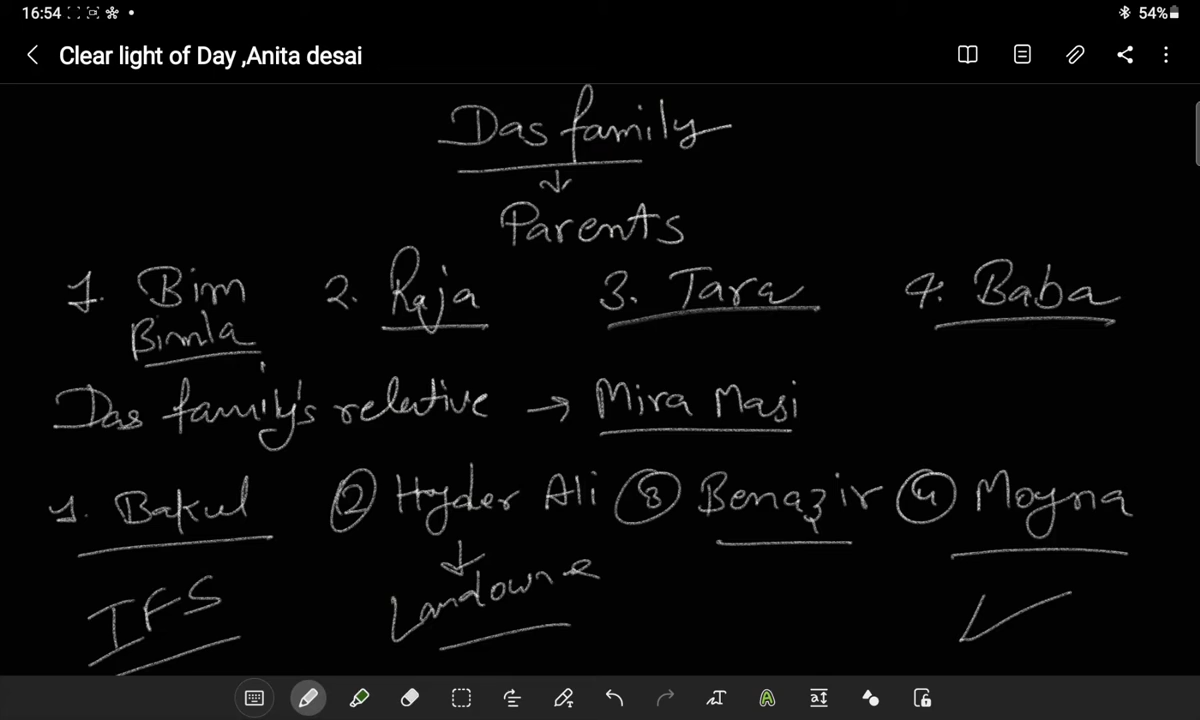 16:54 54%
Clear light of Day ,Anita desai
Das family
Parents
1. Bim 2. Raja 3. Tara 4. Baba
Bimla
Das family's relative → Mira Masi
1. Bakul 2 Hyder Ali 3 Benazir 4 Moyna
IFS Landowne